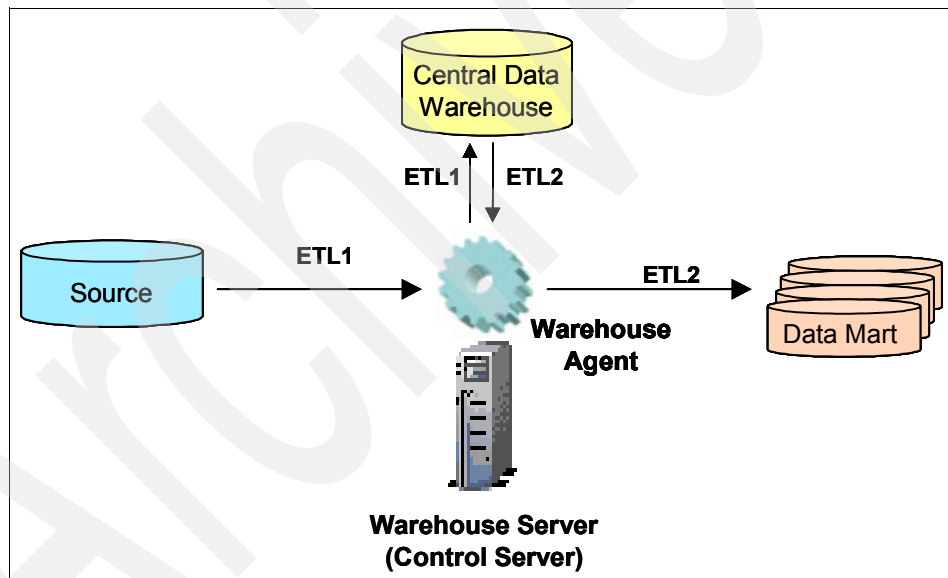 Central Data
Warehouse
ETL1
ETL2
ETL1
Source
ETL2
Warehouse
Agent
Data Mart
Warehouse Server
(Control Server)